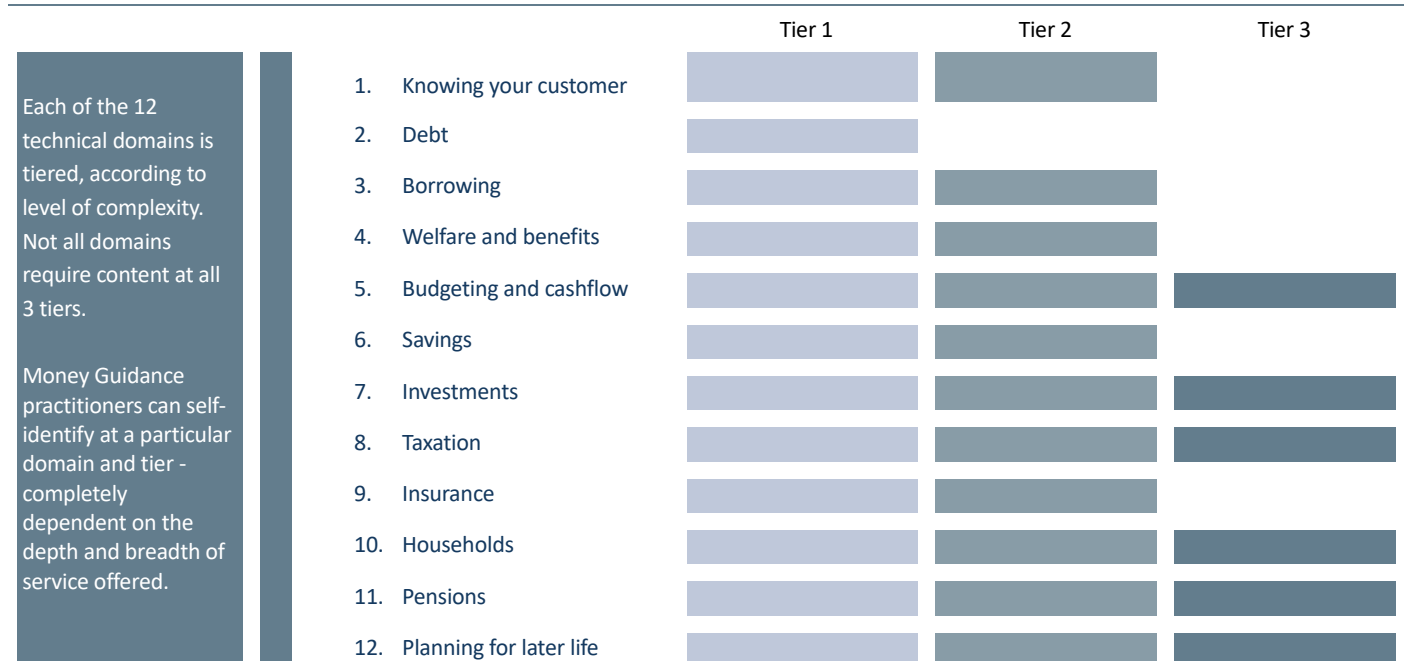 Tier 1 Tier 2 Tier 3
Each of the 12
technical domains is
tiered, according to
level of complexity.
Not all domains
require content at all
3 tiers.
Money Guidance
practitioners can self-
identify at a particular
domain and tier -
completely
dependent on the
depth and breadth of
service offered.
1. Knowing your customer
2. Debt
3. Borrowing
4. Welfare and benefits
5. Budgeting and cashflow
6. Savings
7. Investments
8. Taxation
9. Insurance
10. Households
11. Pensions
12. Planning for later life